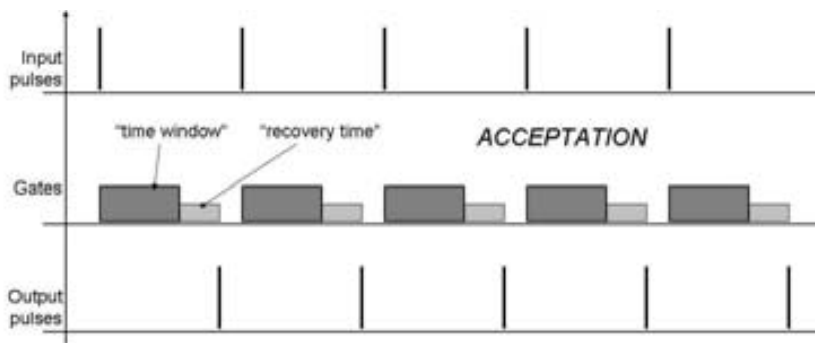 Input
pulses
"time window" "recovery time" ACCEPTATION
Gates
Output
pulses